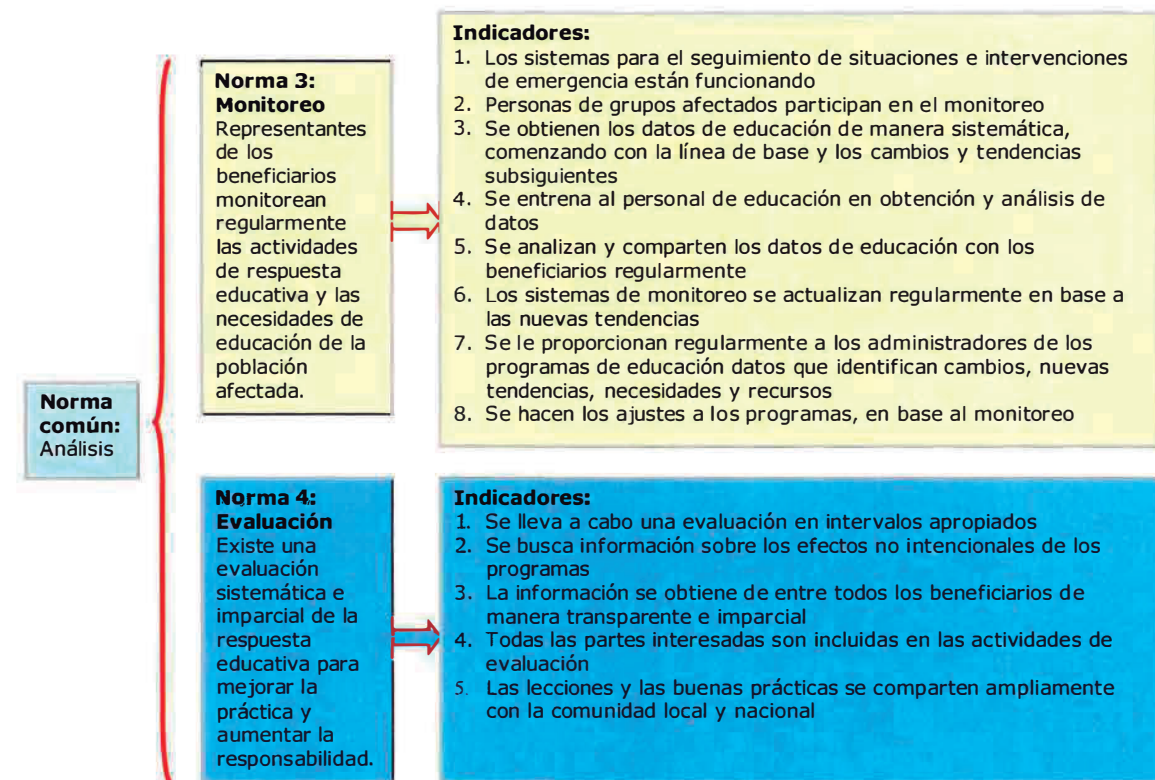 Norma
común:
Análisis
Norma 3:
Monitoreo
Representantes
de los
beneficiarios
monitorean
regularmente
las actividades
de respuesta
educativa y las
necesidades de
educación de la
población
afectada.
Indicadores:
1. Los sistemas para el seguimiento de situaciones e intervenciones
de emergencia están funcionando
2. Personas de grupos afectados participan en el monitoreo
3. Se obtienen los datos de educación de manera sistemática,
comenzando con la línea de base y los cambios y tendencias
subsiguientes
4. Se entrena al personal de educación en obtención y análisis de
datos
5. Se analizan y comparten los datos de educación con los
beneficiarios regularmente
6. Los sistemas de monitoreo se actualizan regularmente en base a
las nuevas tendencias
7. Se le proporcionan regularmente a los administradores de los
programas de educación datos que identifican cambios, nuevas
tendencias, necesidades y recursos
8. Se hacen los ajustes a los programas, en base al monitoreo
Norma 4:
Evaluación
Existe una
evaluación
sistemática e
imparcial de la
respuesta
educativa para
mejorar la
práctica y
aumentar la
responsabilidad.
Indicadores:
1. Se lleva a cabo una evaluación en intervalos apropiados
2. Se busca información sobre los efectos no intencionales de los
programas
3. La información se obtiene de entre todos los beneficiarios de
manera transparente e imparcial
4. Todas las partes interesadas son incluidas en las actividades de
evaluación
5. Las lecciones y las buenas prácticas se comparten ampliamente
con la comunidad local y nacional